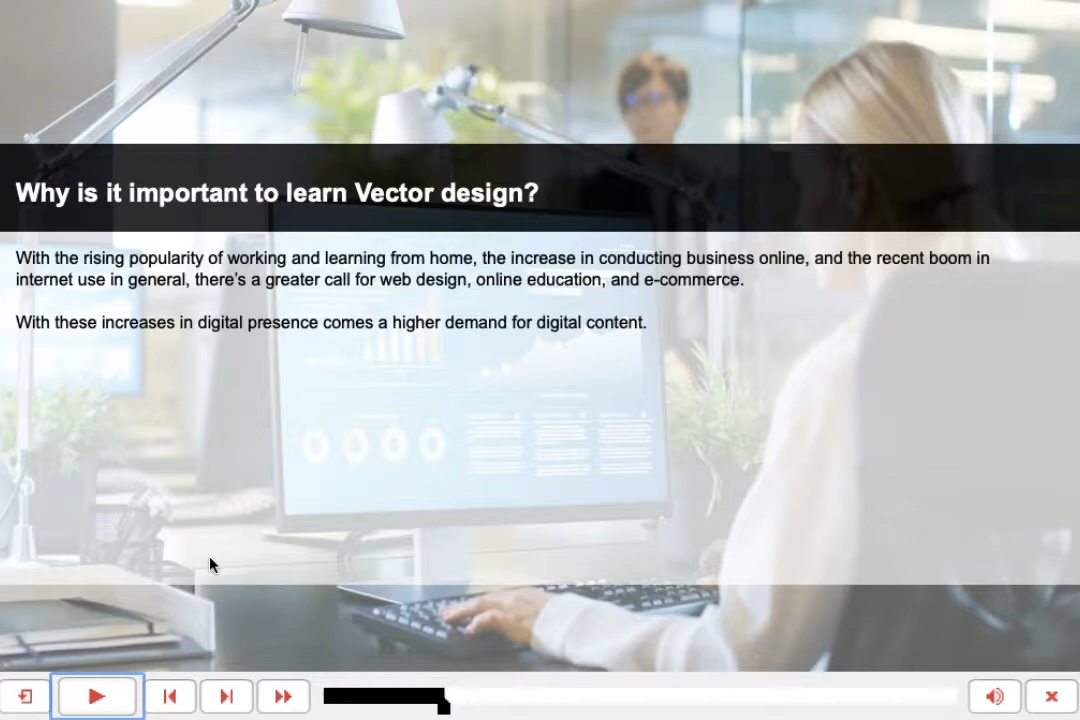 Why is it important to learn Vector design?
With the rising popularity of working and learning from home, the increase in conducting business online, and the recent boom in
internet use in general, there's a greater call for web design, online education, and e-commerce.
With these increases in digital presence comes a higher demand for digital content.